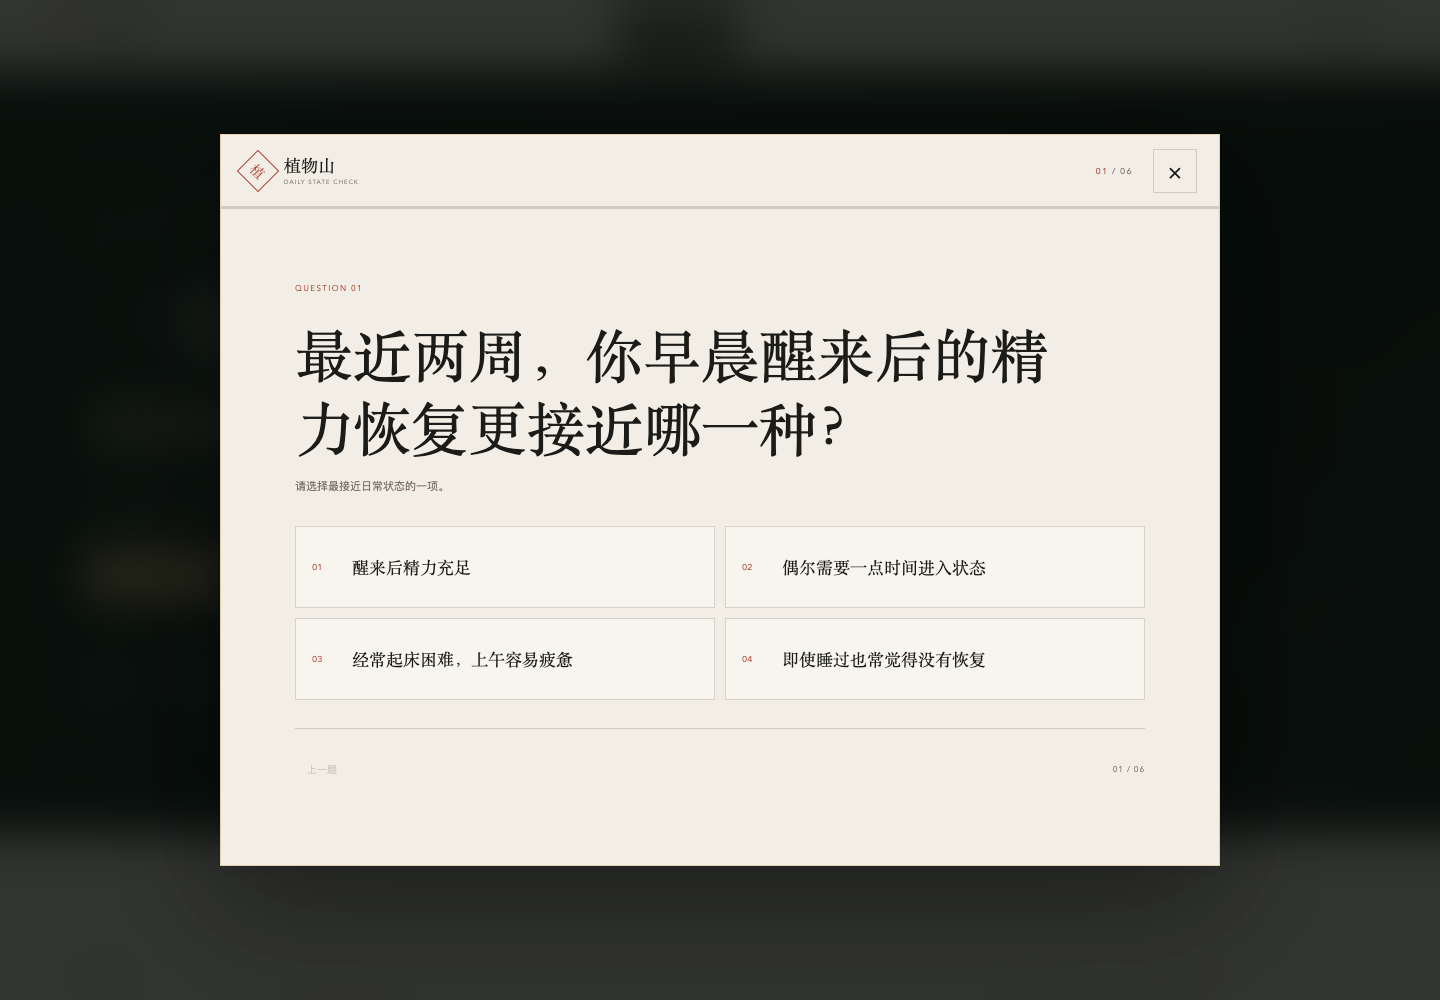 植
植物山
DAILY STATE CHECK
01 / 06
×
QUESTION 01
最近两周，你早晨醒来后的精
力恢复更接近哪一种？
请选择最接近日常状态的一项。
01 醒来后精力充足
02 偶尔需要一点时间进入状态
03 经常起床困难，上午容易疲惫
04 即使睡过也常觉得没有恢复
上一题
01 / 06